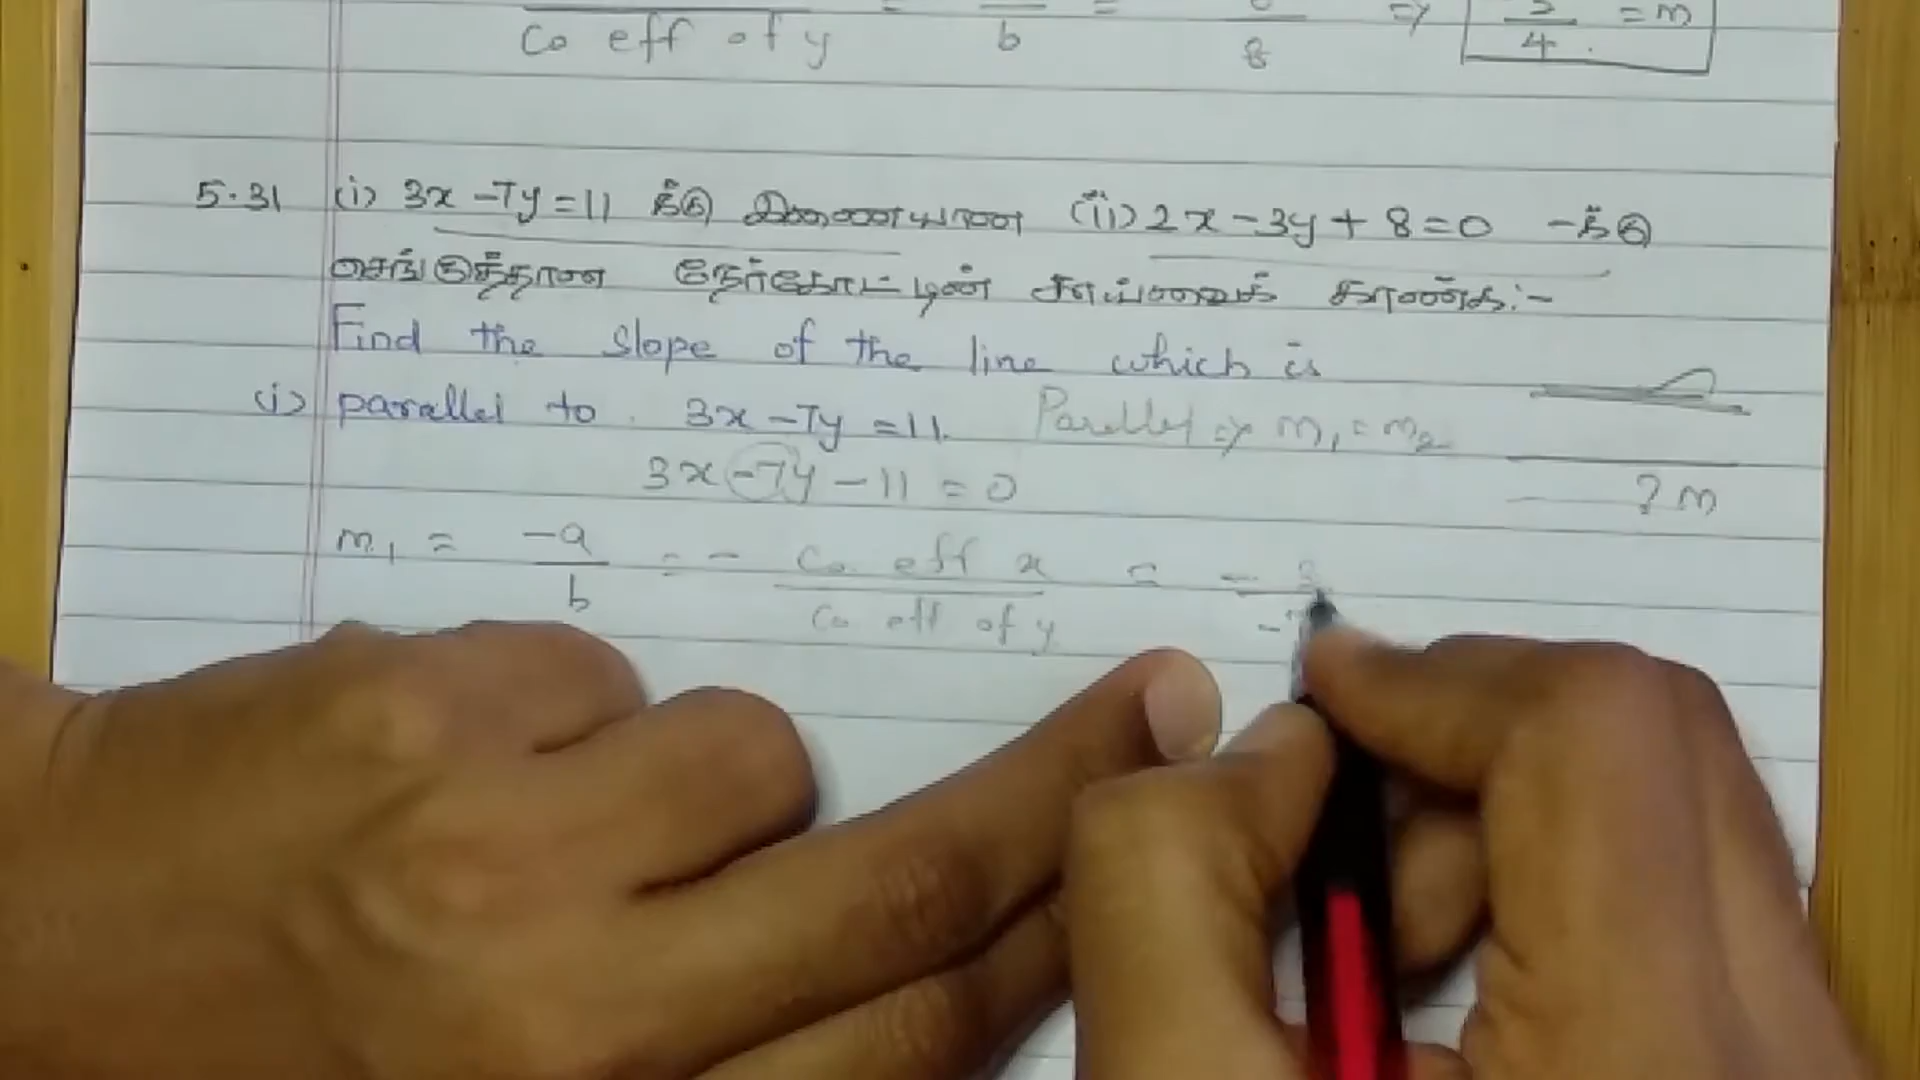 Co eff of y = b = 8 => 4 = m
5.31 (i) 3x - 7y = 11 க்கு இணையான (ii) 2x - 3y + 8 = 0 -க்கு
செங்குத்தான நேர்கோட்டின் சாய்வைக் காண்க:-
Find the slope of the line which is
(i) parallel to 3x - 7y = 11. Parallel => m₁ = m₂
3x - 7y - 11 = 0
? m
m₁ = -a/b = - Co eff x / Co eff of y = - 3/-7